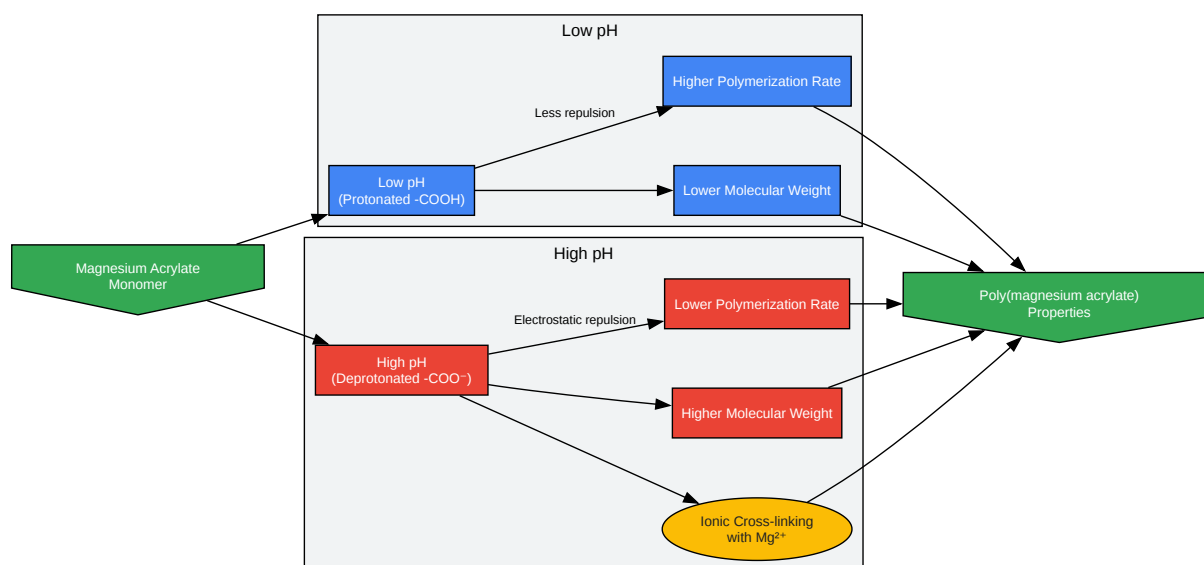 Low pH
Higher Polymerization Rate
Less repulsion
Low pH
(Protonated -COOH)
Lower Molecular Weight
Magnesium Acrylate
Monomer
High pH
Lower Polymerization Rate
Electrostatic repulsion
High pH
(Deprotonated -COO⁻)
Higher Molecular Weight
Ionic Cross-linking
with Mg²⁺
Poly(magnesium acrylate)
Properties